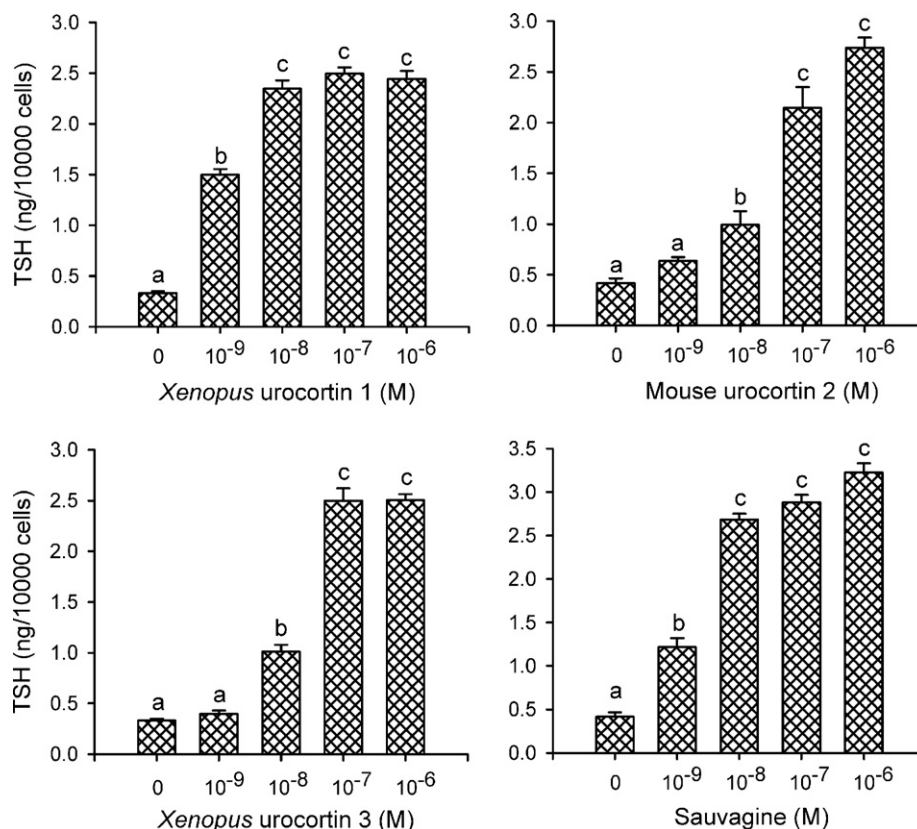 3.0
2.5
2.0
1.5
1.0
0.5
0.0
TSH (ng/10000 cells)
a
b
c
c
c
0
10⁻⁹
10⁻⁸
10⁻⁷
10⁻⁶
Xenopus urocortin 1 (M)
3.0
2.5
2.0
1.5
1.0
0.5
0.0
a
a
b
c
c
0
10⁻⁹
10⁻⁸
10⁻⁷
10⁻⁶
Mouse urocortin 2 (M)
3.0
2.5
2.0
1.5
1.0
0.5
0.0
TSH (ng/10000 cells)
a
a
b
c
c
0
10⁻⁹
10⁻⁸
10⁻⁷
10⁻⁶
Xenopus urocortin 3 (M)
3.5
3.0
2.5
2.0
1.5
1.0
0.5
0.0
a
b
c
c
c
0
10⁻⁹
10⁻⁸
10⁻⁷
10⁻⁶
Sauvagine (M)